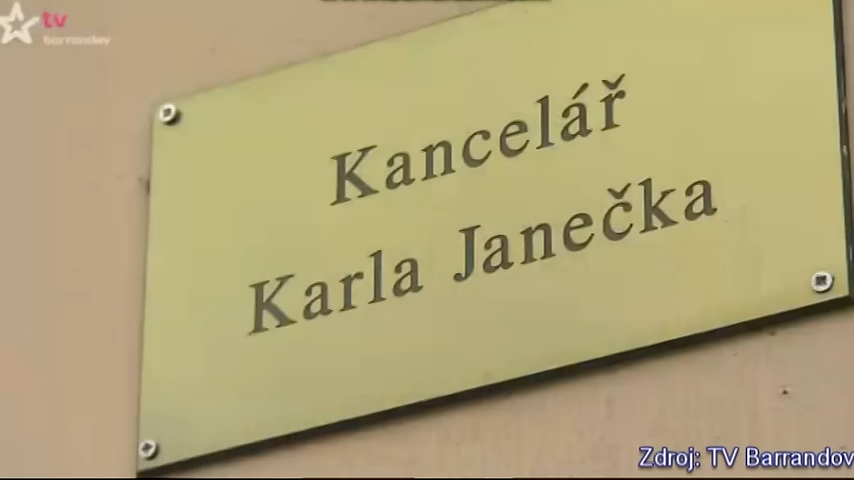 tv
barrandov
Kancelář
Karla Janečka
Zdroj: TV Barrandov